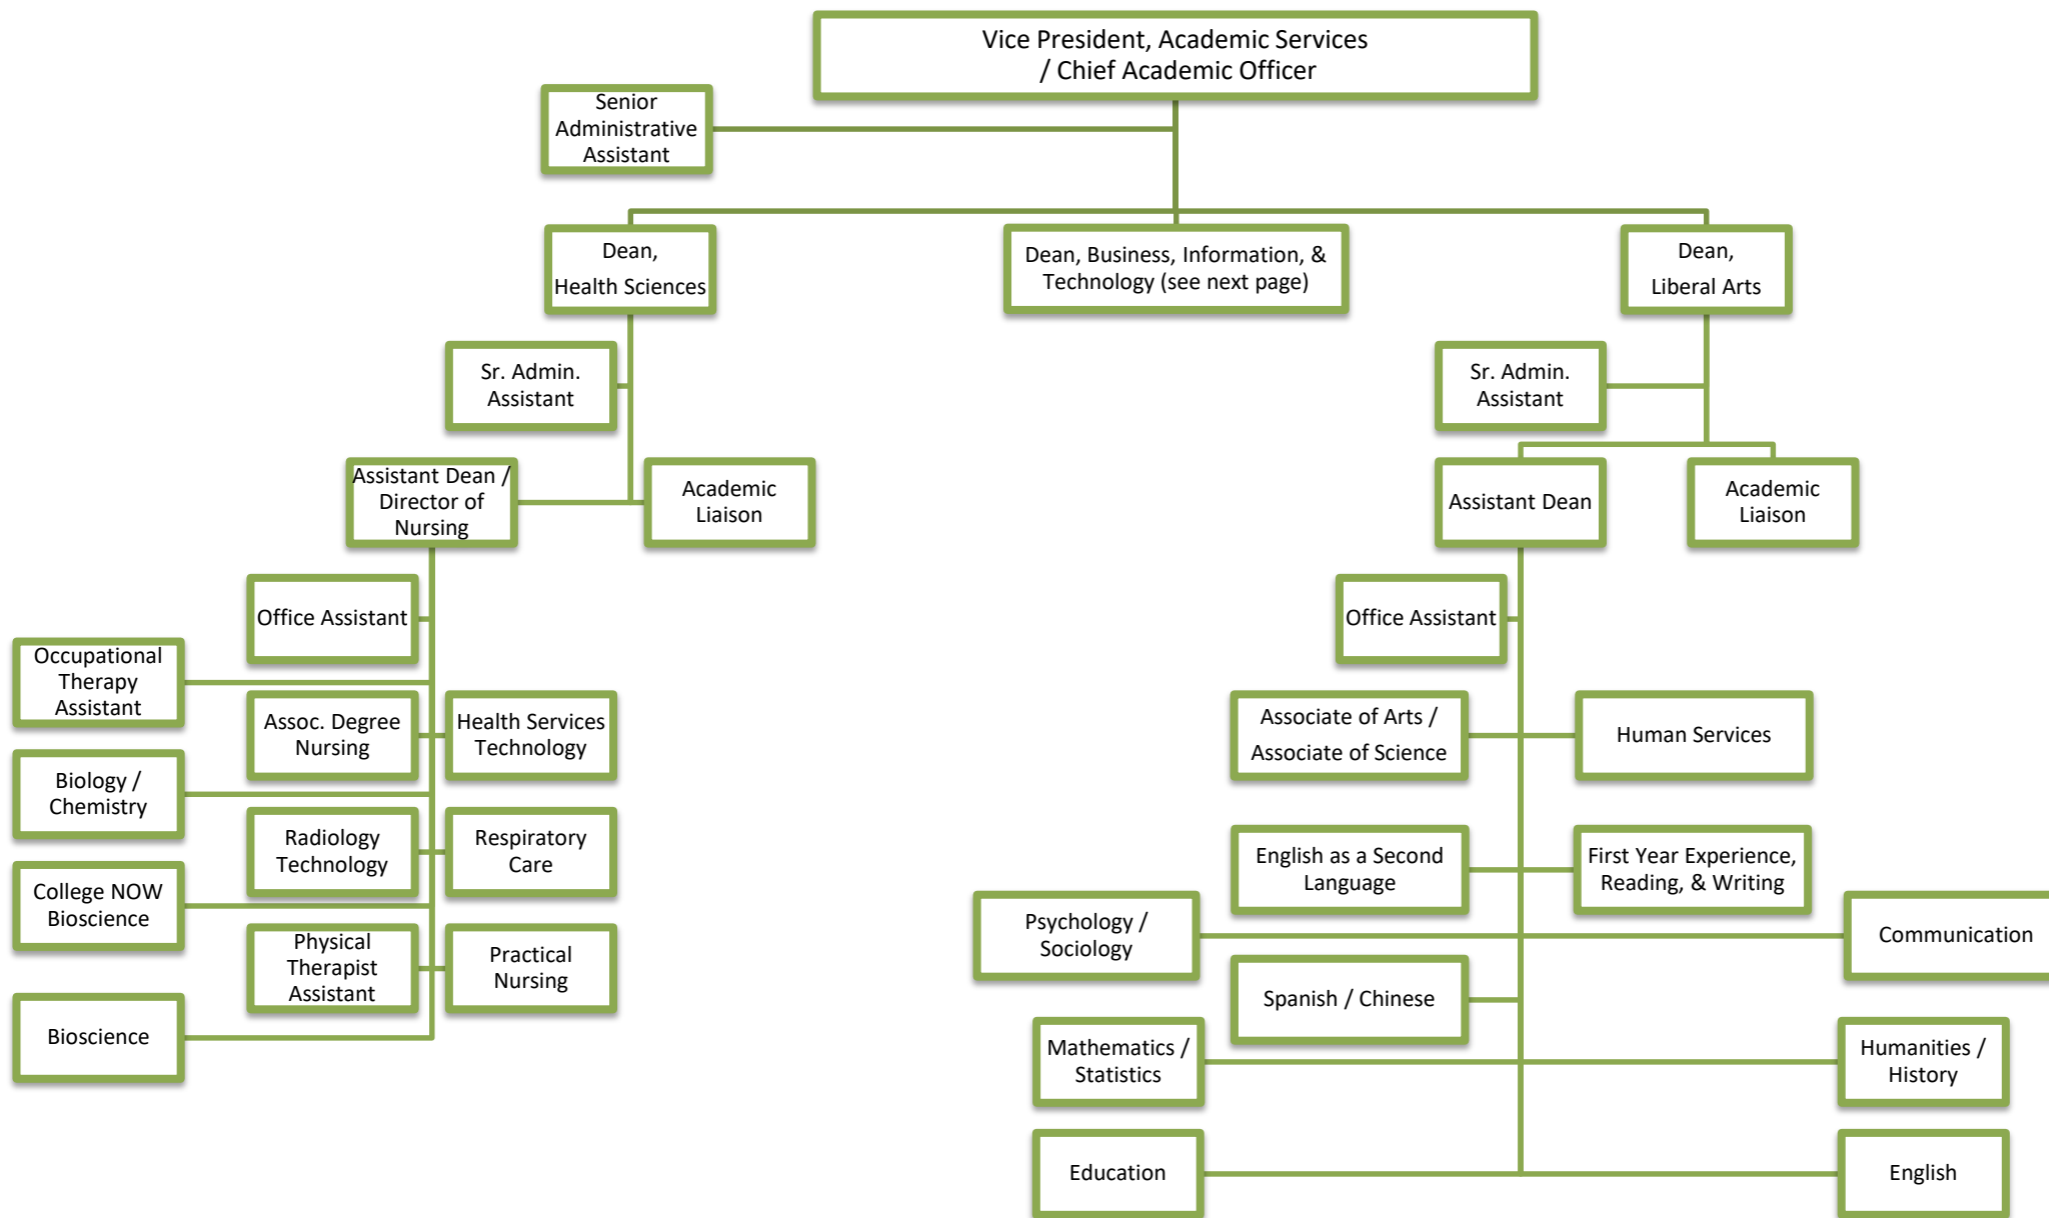 Vice President, Academic Services
/ Chief Academic Officer
Senior
Administrative
Assistant
Dean,
Health Sciences
Dean, Business, Information, &
Technology (see next page)
Dean,
Liberal Arts
Sr. Admin.
Assistant
Sr. Admin.
Assistant
Assistant Dean /
Director of
Nursing
Academic
Liaison
Assistant Dean
Academic
Liaison
Office Assistant
Office Assistant
Occupational
Therapy
Assistant
Assoc. Degree
Nursing
Health Services
Technology
Associate of Arts /
Associate of Science
Human Services
Biology /
Chemistry
Radiology
Technology
Respiratory
Care
English as a Second
Language
First Year Experience,
Reading, & Writing
College NOW
Bioscience
Psychology /
Sociology
Communication
Physical
Therapist
Assistant
Practical
Nursing
Spanish / Chinese
Bioscience
Mathematics /
Statistics
Humanities /
History
Education
English